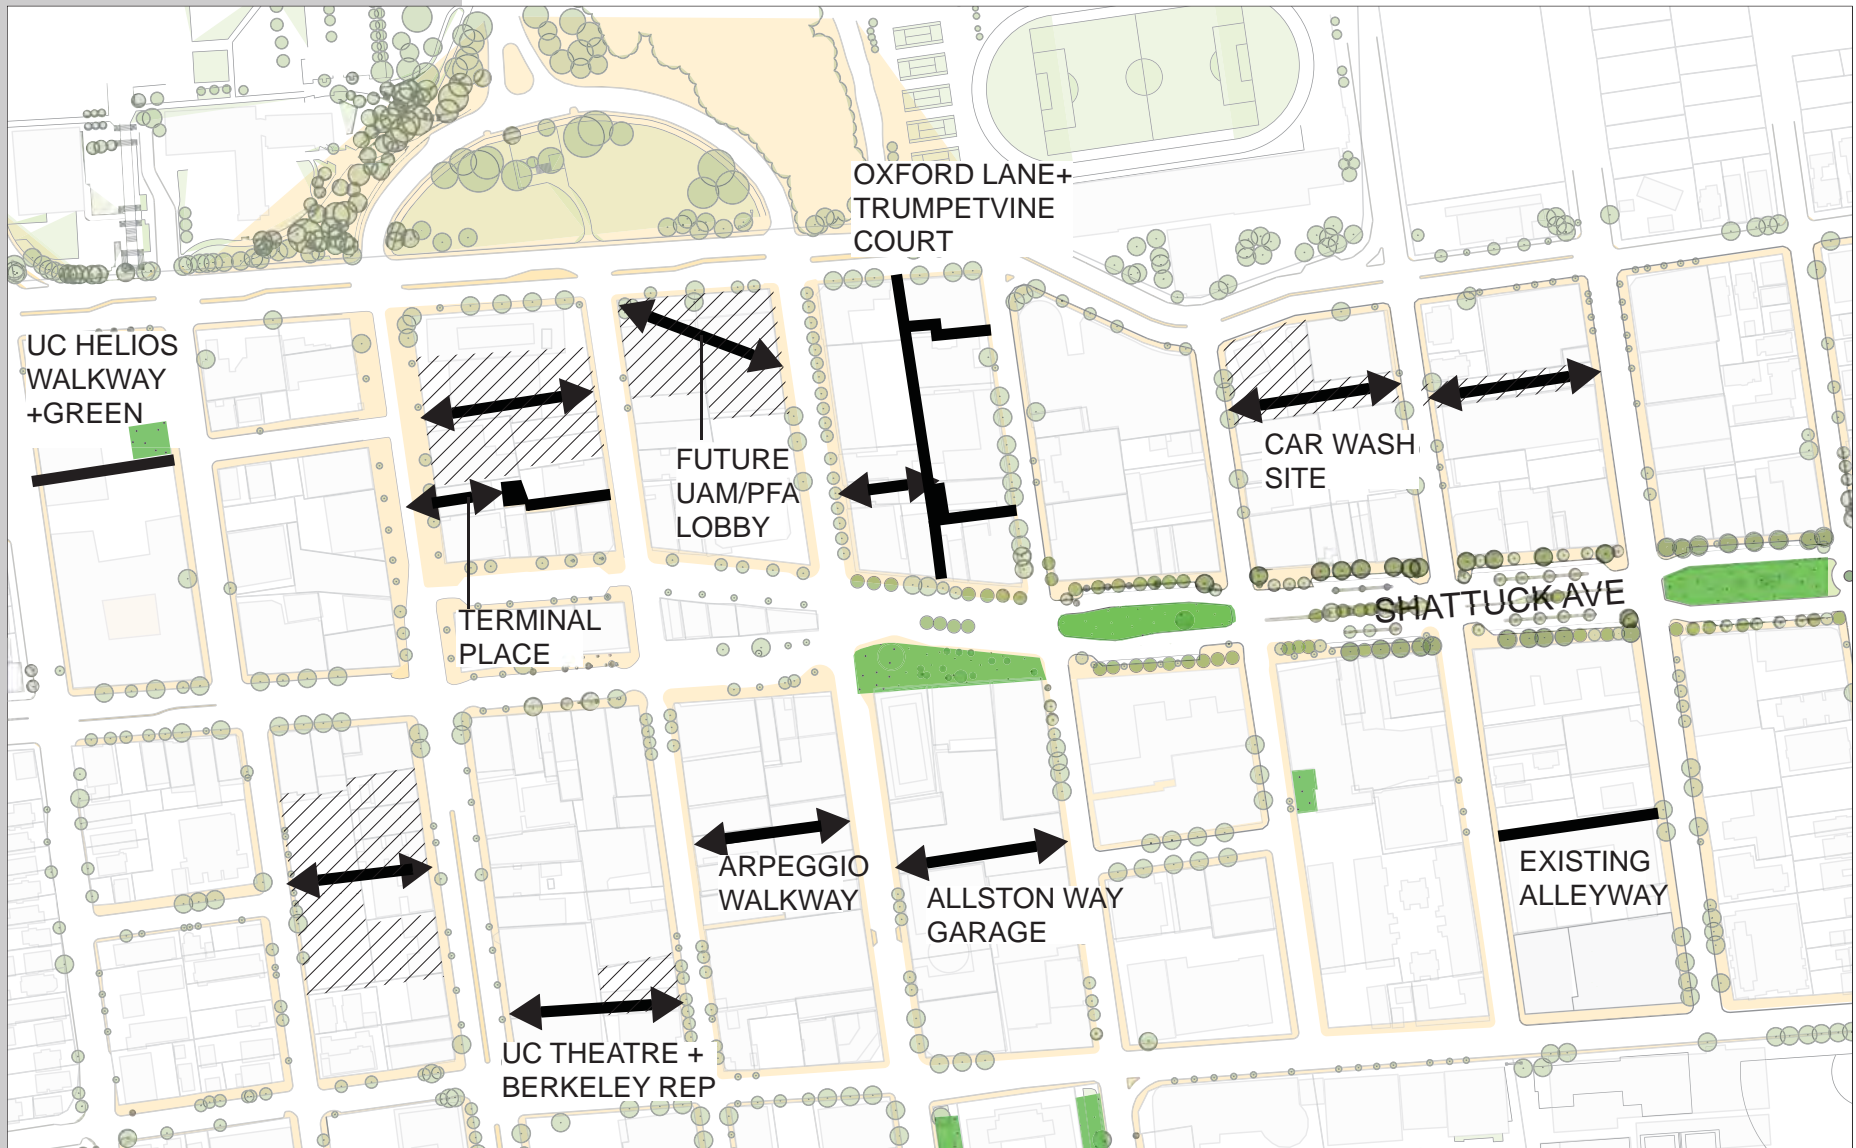 OXFORD LANE+
TRUMPETVINE
COURT
UC HELIOS
WALKWAY
+GREEN
FUTURE
UAM/PFA
LOBBY
CAR WASH
SITE
SHATTUCK AVE
TERMINAL
PLACE
ARPEGGIO
WALKWAY
ALLSTON WAY
GARAGE
EXISTING
ALLEYWAY
UC THEATRE +
BERKELEY REP